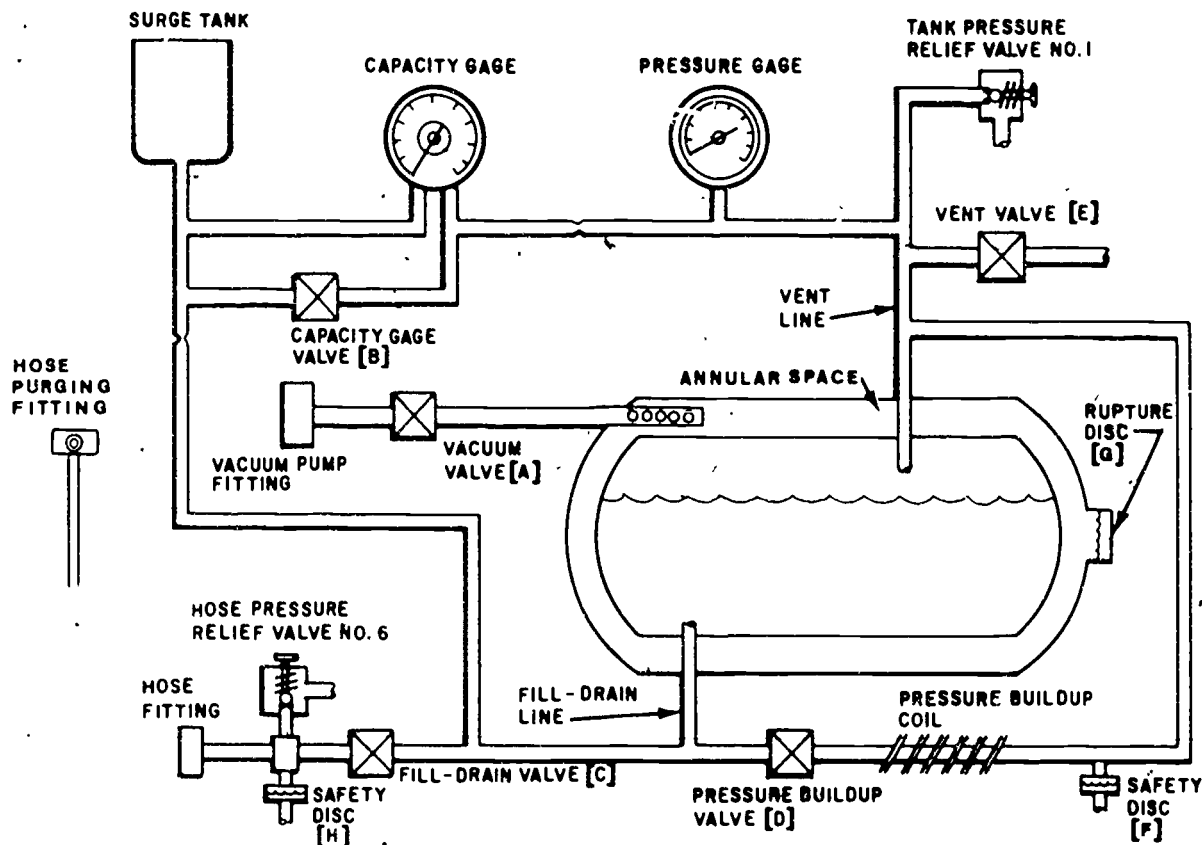 SURGE TANK
CAPACITY GAGE
PRESSURE GAGE
TANK PRESSURE
RELIEF VALVE NO. 1
VENT VALVE [E]
VENT
LINE
CAPACITY GAGE
VALVE [B]
HOSE
PURGING
FITTING
ANNULAR SPACE
RUPTURE
DISC
[G]
VACUUM PUMP
FITTING
VACUUM
VALVE [A]
HOSE PRESSURE
RELIEF VALVE NO. 6
HOSE
FITTING
FILL-DRAIN
LINE
PRESSURE BUILDUP
COIL
FILL-DRAIN VALVE [C]
SAFETY
DISC
[H]
PRESSURE BUILDUP
VALVE [D]
SAFETY
DISC
[F]